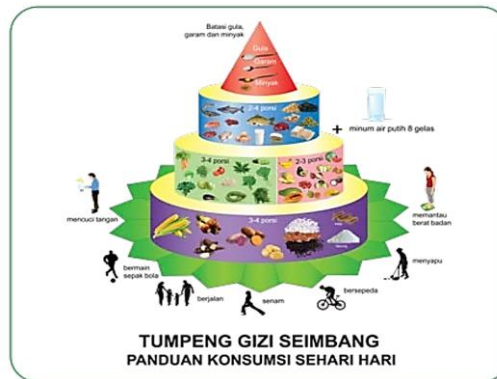 Batasi gula,
garam dan minyak
Gula
Garam
Minyak
2-4 porsi
+ minum air putih 8 gelas
3-4 porsi
2-3 porsi
3-4 porsi
mencuci tangan
memantau
berat badan
bermain
sepak bola
berjalan
senam
bersepeda
menyapu
TUMPENG GIZI SEIMBANG
PANDUAN KONSUMSI SEHARI HARI